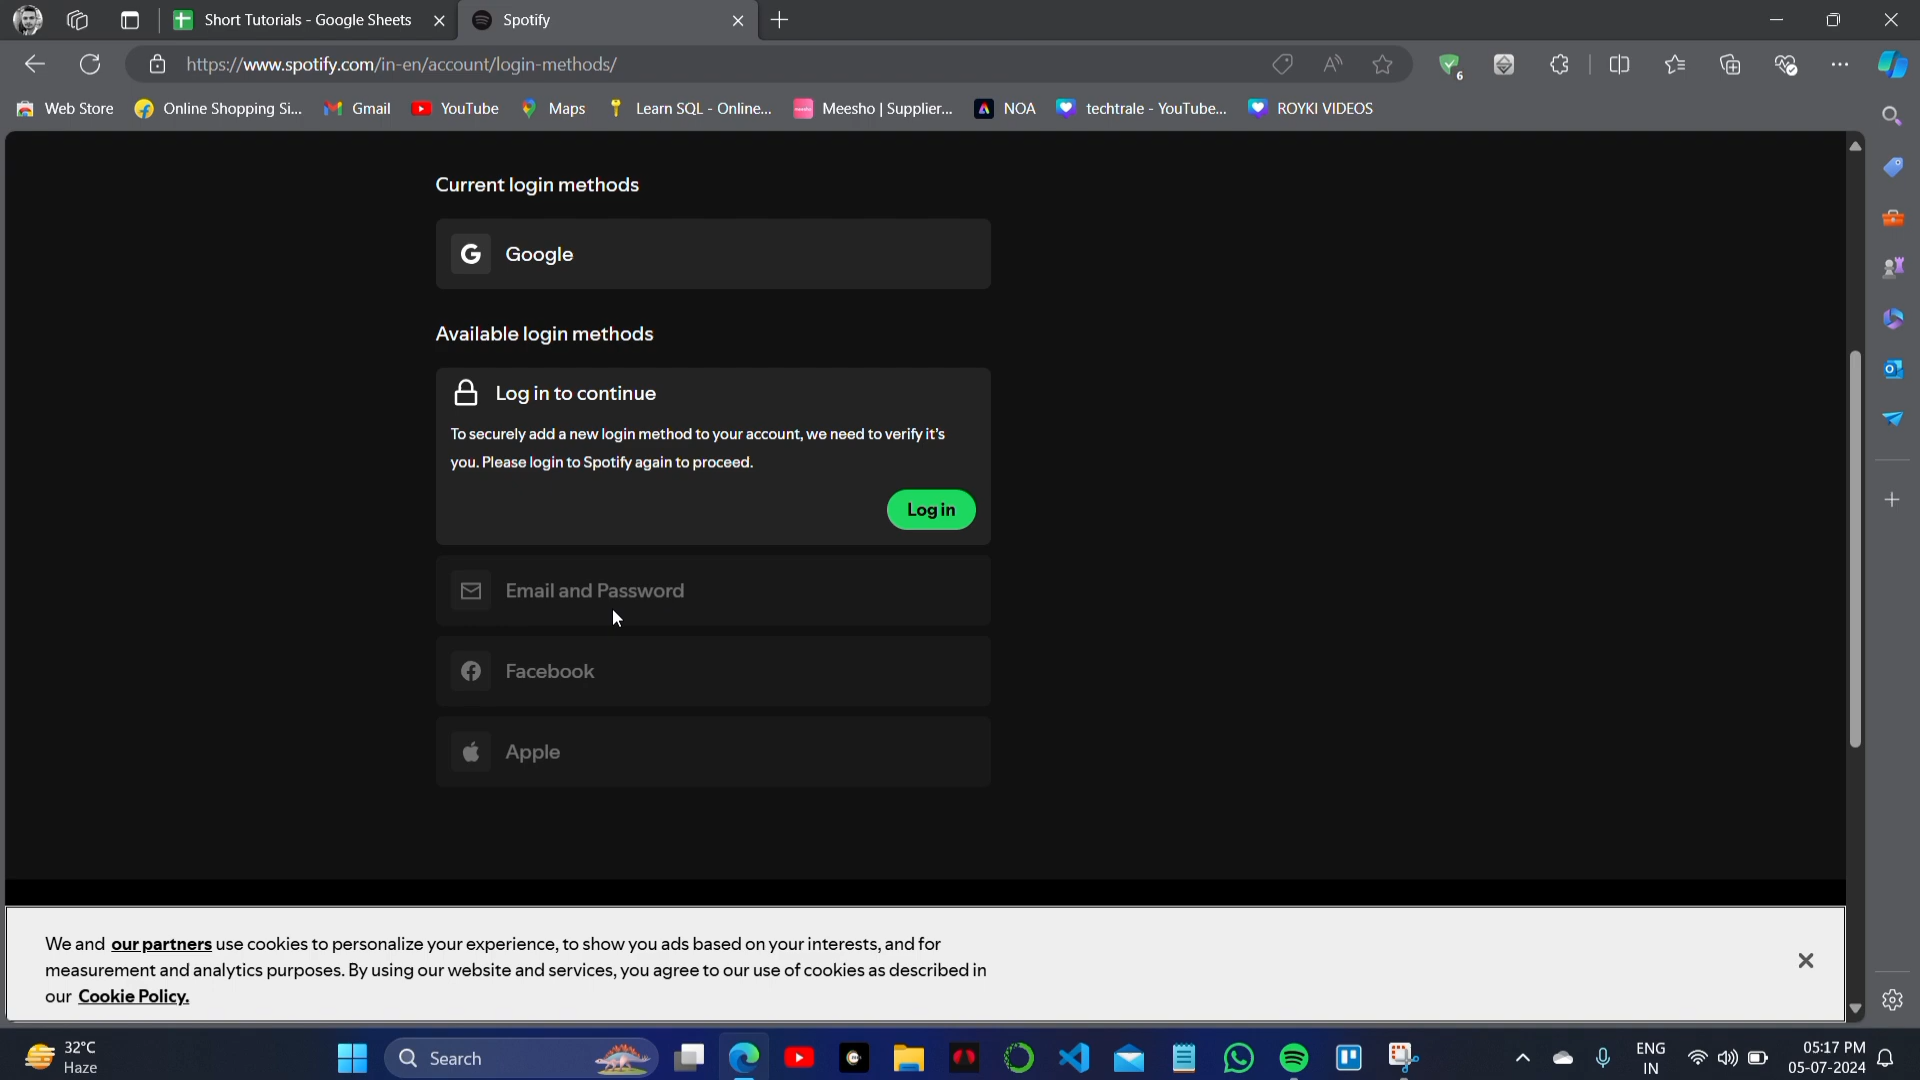 Short Tutorials - Google Sheets
Spotify
https://www.spotify.com/in-en/account/login-methods/
6
Web Store
Online Shopping Si...
Gmail
YouTube
Maps
Learn SQL - Online...
Meesho | Supplier...
NOA
techtrale - YouTube...
ROYKI VIDEOS
Current login methods
Google
Available login methods
Log in to continue
To securely add a new login method to your account, we need to verify it's
you. Please login to Spotify again to proceed.
Log in
Email and Password
Facebook
Apple
We and our partners use cookies to personalize your experience, to show you ads based on your interests, and for
measurement and analytics purposes. By using our website and services, you agree to our use of cookies as described in
our Cookie Policy.
32°C
Haze
Search
ENG
IN
05:17 PM
05-07-2024